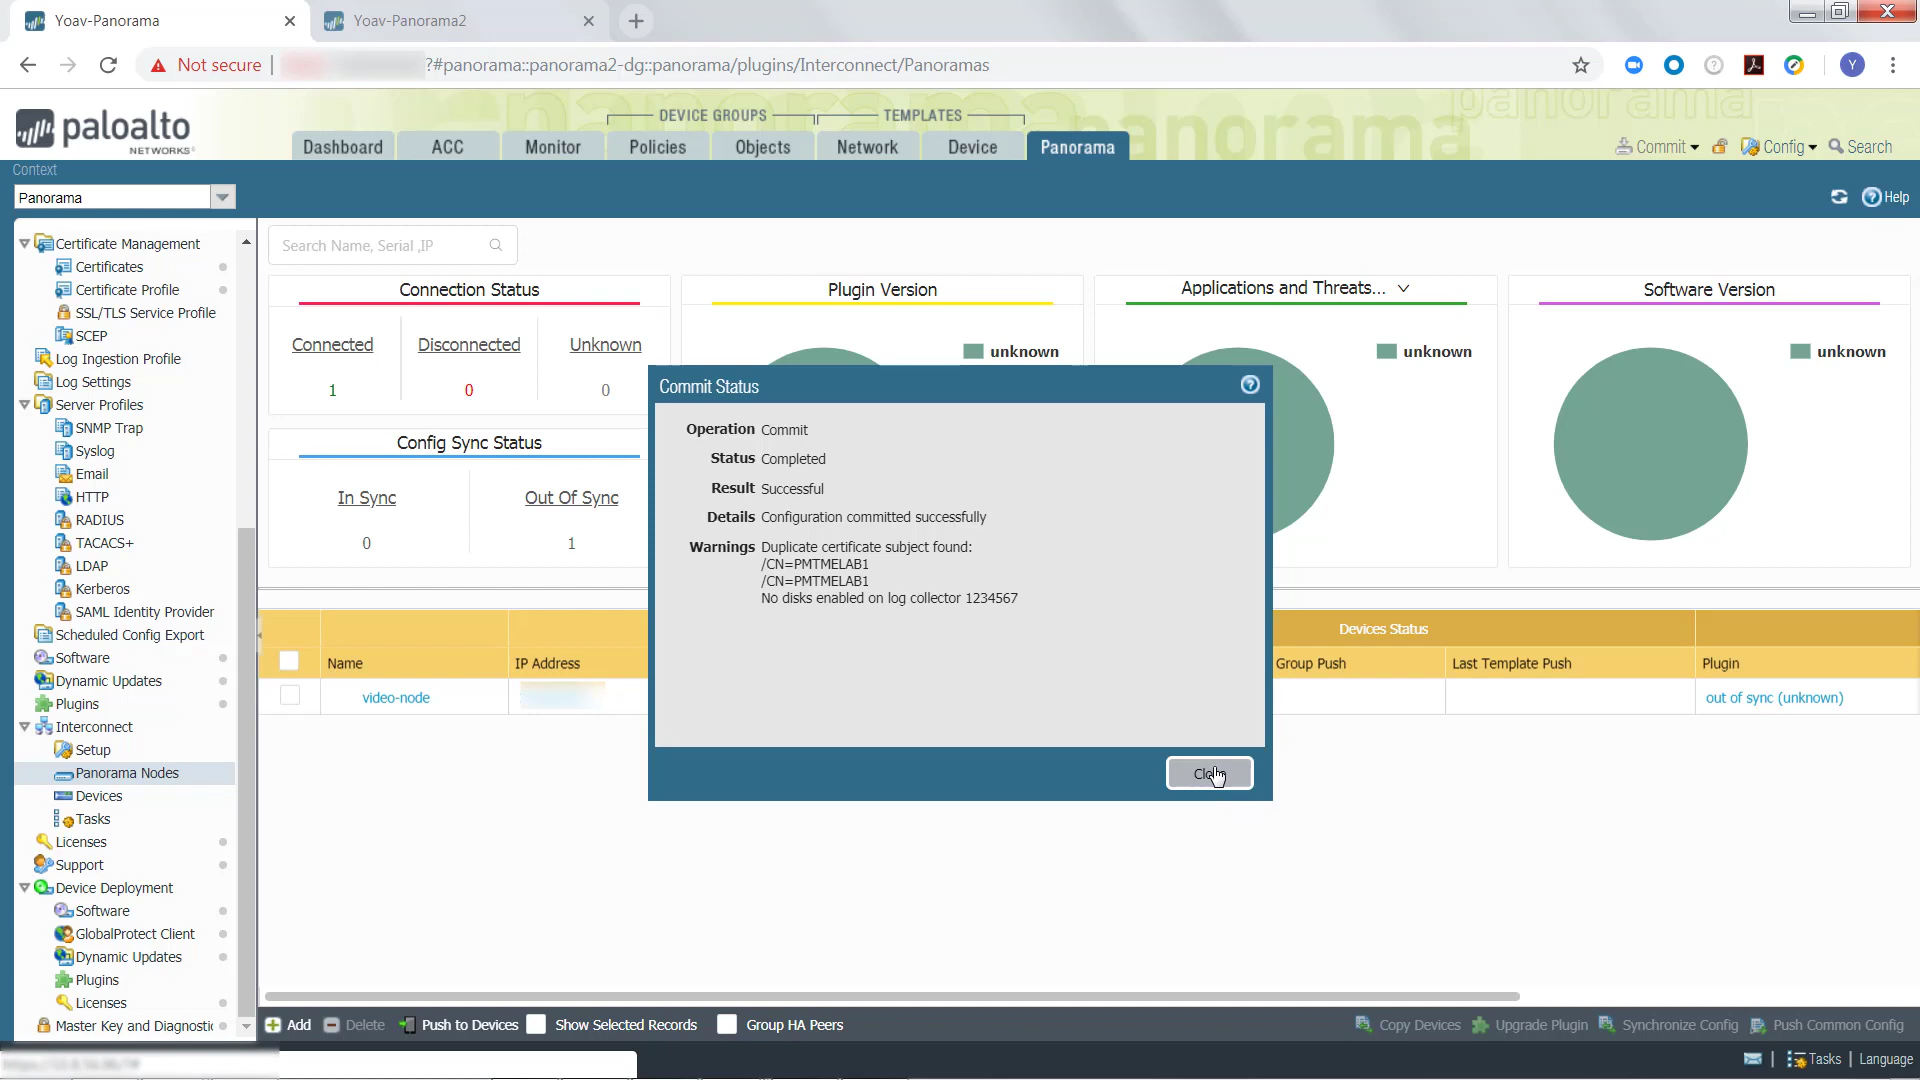 Yoav-Panorama
Yoav-Panorama2
Not secure
?#panorama::panorama2-dg::panorama/plugins/Interconnect/Panoramas
Y
paloalto
NETWORKS
DEVICE GROUPS
TEMPLATES
Dashboard
ACC
Monitor
Policies
Objects
Network
Device
Panorama
Commit
Config
Search
Context
Panorama
Help
Certificate Management
Certificates
Certificate Profile
SSL/TLS Service Profile
SCEP
Log Ingestion Profile
Log Settings
Server Profiles
SNMP Trap
Syslog
Email
HTTP
RADIUS
TACACS+
LDAP
Kerberos
SAML Identity Provider
Scheduled Config Export
Software
Dynamic Updates
Plugins
Interconnect
Setup
Panorama Nodes
Devices
Tasks
Licenses
Support
Device Deployment
Software
GlobalProtect Client
Dynamic Updates
Plugins
Licenses
Master Key and Diagnostic
Search Name, Serial ,IP
Connection Status
Connected
Disconnected
Unknown
1
0
0
Config Sync Status
In Sync
Out Of Sync
0
1
Plugin Version
unknown
Applications and Threats...
unknown
Software Version
unknown
Commit Status
Operation Commit
Status Completed
Result Successful
Details Configuration committed successfully
Warnings Duplicate certificate subject found:
/CN=PMTMELAB1
/CN=PMTMELAB1
No disks enabled on log collector 1234567
Devices Status
Name
IP Address
Group Push
Last Template Push
Plugin
video-node
out of sync (unknown)
Add
Delete
Push to Devices
Show Selected Records
Group HA Peers
Copy Devices
Upgrade Plugin
Synchronize Config
Push Common Config
Tasks
Language